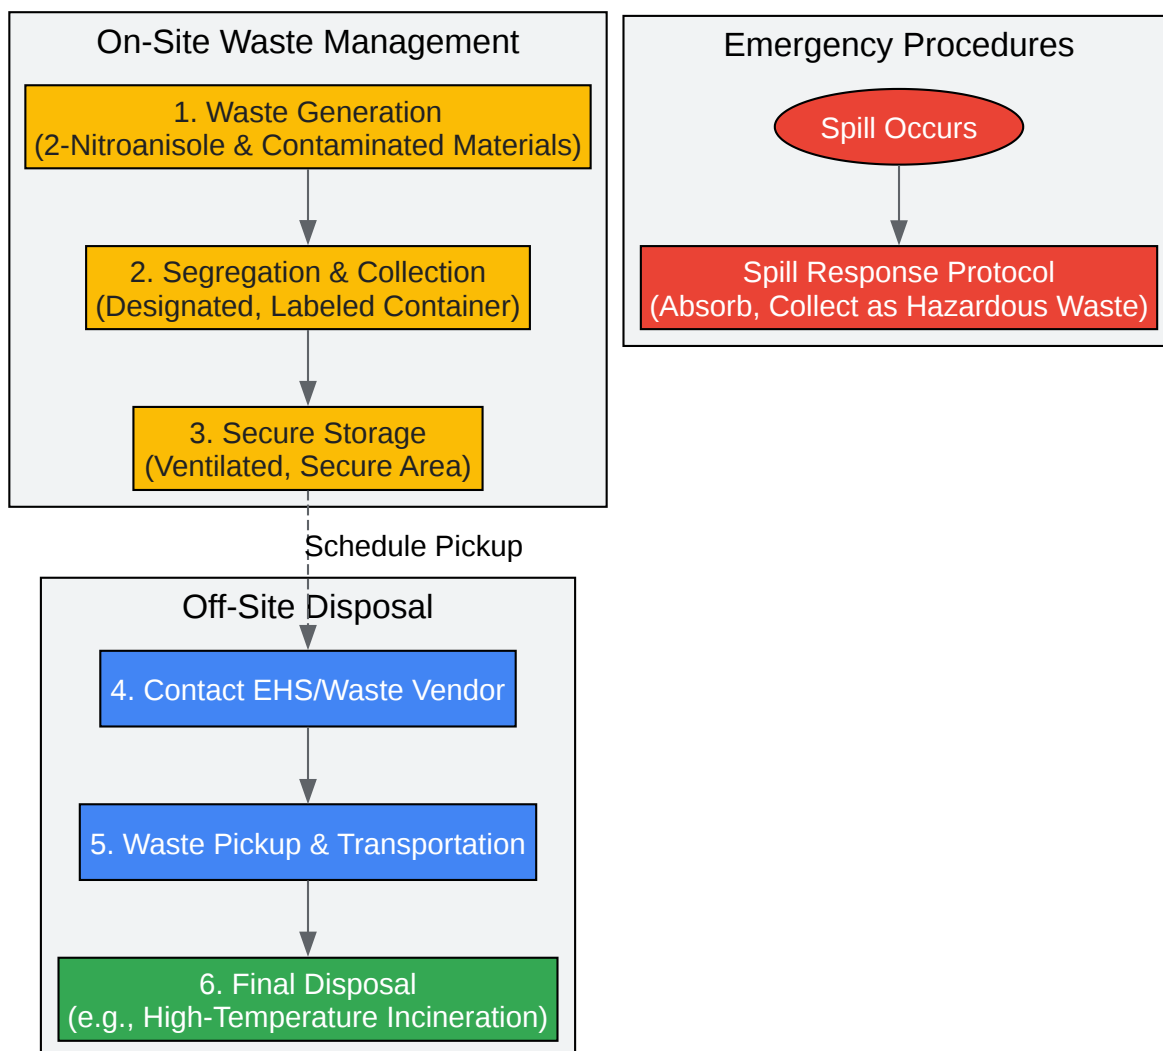 On-Site Waste Management
1. Waste Generation
(2-Nitroanisole & Contaminated Materials)
2. Segregation & Collection
(Designated, Labeled Container)
3. Secure Storage
(Ventilated, Secure Area)
Schedule Pickup
Off-Site Disposal
4. Contact EHS/Waste Vendor
5. Waste Pickup & Transportation
6. Final Disposal
(e.g., High-Temperature Incineration)
Emergency Procedures
Spill Occurs
Spill Response Protocol
(Absorb, Collect as Hazardous Waste)